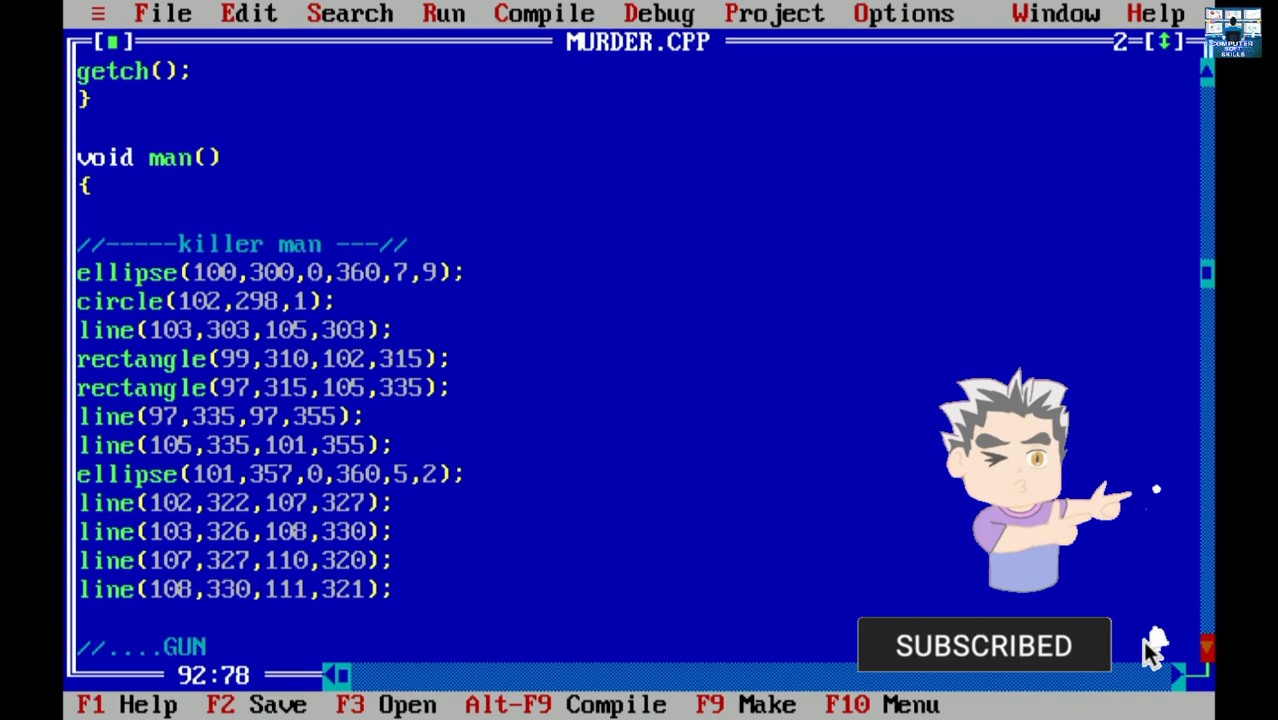 ≡ File Edit Search Run Compile Debug Project Options Window Help
COMPUTER SOFT SKILLS
[■] MURDER.CPP 2=[↕]
getch();
}
void man()
{
//-----killer man ---//
ellipse(100,300,0,360,7,9);
circle(102,298,1);
line(103,303,105,303);
rectangle(99,310,102,315);
rectangle(97,315,105,335);
line(97,335,97,355);
line(105,335,101,355);
ellipse(101,357,0,360,5,2);
line(102,322,107,327);
line(103,326,108,330);
line(107,327,110,320);
line(108,330,111,321);
SUBSCRIBED
//....GUN
92:78
F1 Help F2 Save F3 Open Alt-F9 Compile F9 Make F10 Menu